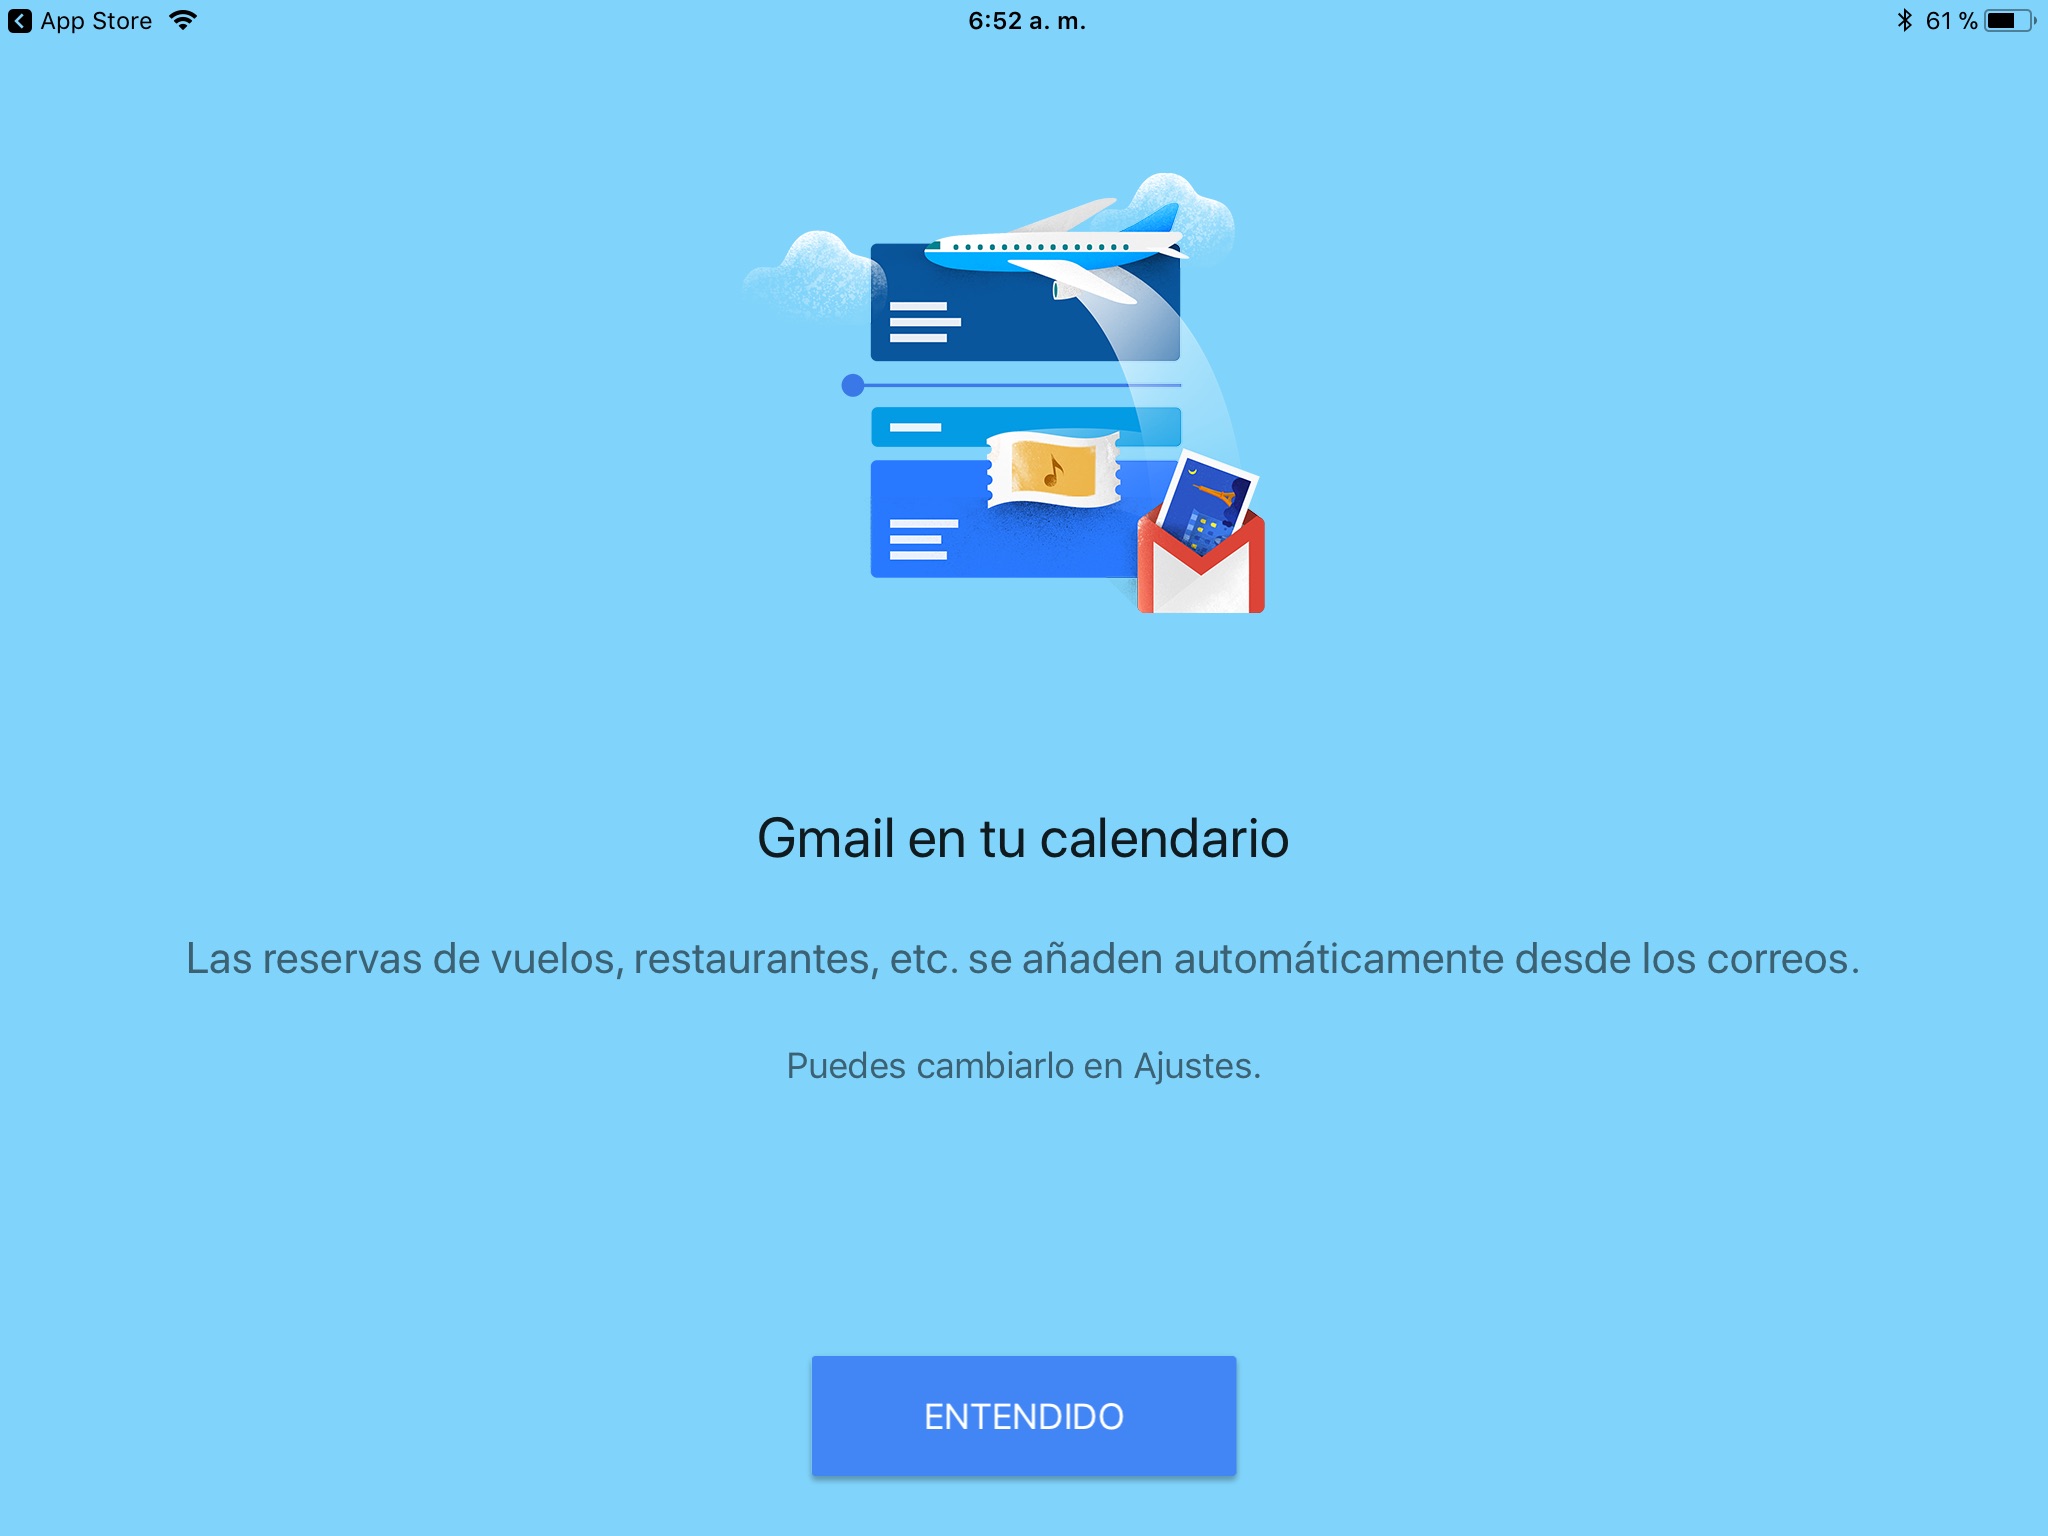 App Store
6:52 a. m.
61 %
Gmail en tu calendario
Las reservas de vuelos, restaurantes, etc. se añaden automáticamente desde los correos.
Puedes cambiarlo en Ajustes.
ENTENDIDO